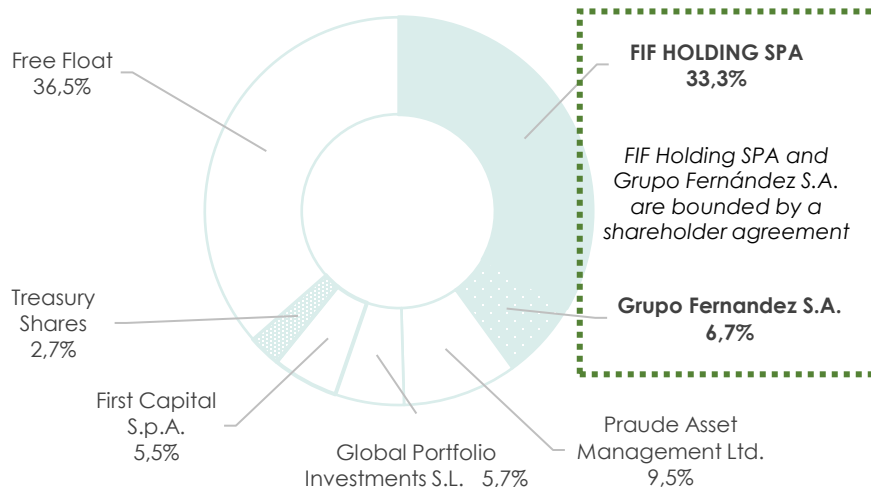 Free Float
36,5%
FIF HOLDING SPA
33,3%
FIF Holding SPA and
Grupo Fernández S.A.
are bounded by a
shareholder agreement
Grupo Fernandez S.A.
6,7%
Treasury
Shares
2,7%
First Capital
S.p.A.
5,5%
Global Portfolio
Investments S.L. 5,7%
Praude Asset
Management Ltd.
9,5%